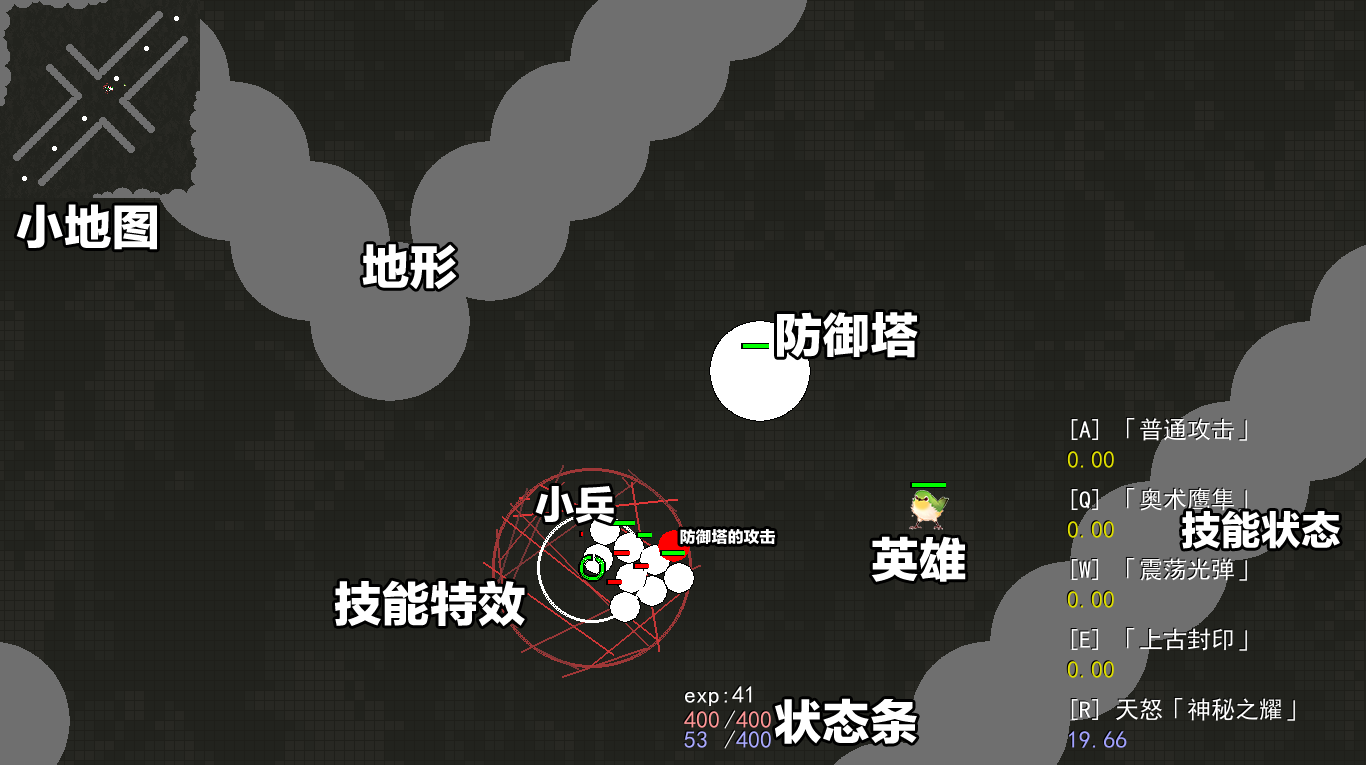 小地图
地形
防御塔
[A] 「普通攻击」
0.00
[Q] 「奥术鹰隼」
0.00
技能状态
[W] 「震荡光弹」
0.00
[E] 「上古封印」
0.00
[R] 天怒「神秘之耀」
19.66
小兵
防御塔的攻击
英雄
技能特效
exp:41
400/400
53 /400
状态条